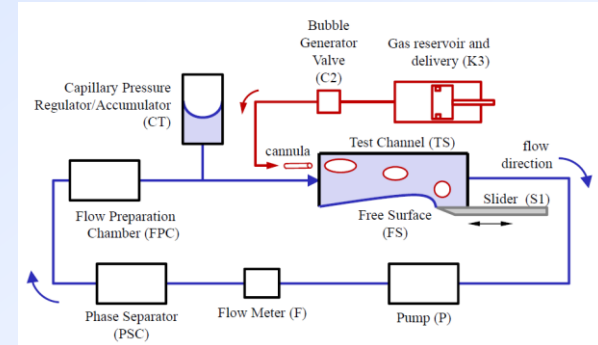 Bubble
Generator
Valve
(C2)
Gas reservoir and
delivery (K3)
Capillary Pressure
Regulator/Accumulator
(CT)
cannula
Test Channel (TS)
flow
direction
Flow Preparation
Chamber (FPC)
Free Surface
(FS)
Slider (S1)
Phase Separator
(PSC)
Flow Meter (F)
Pump (P)